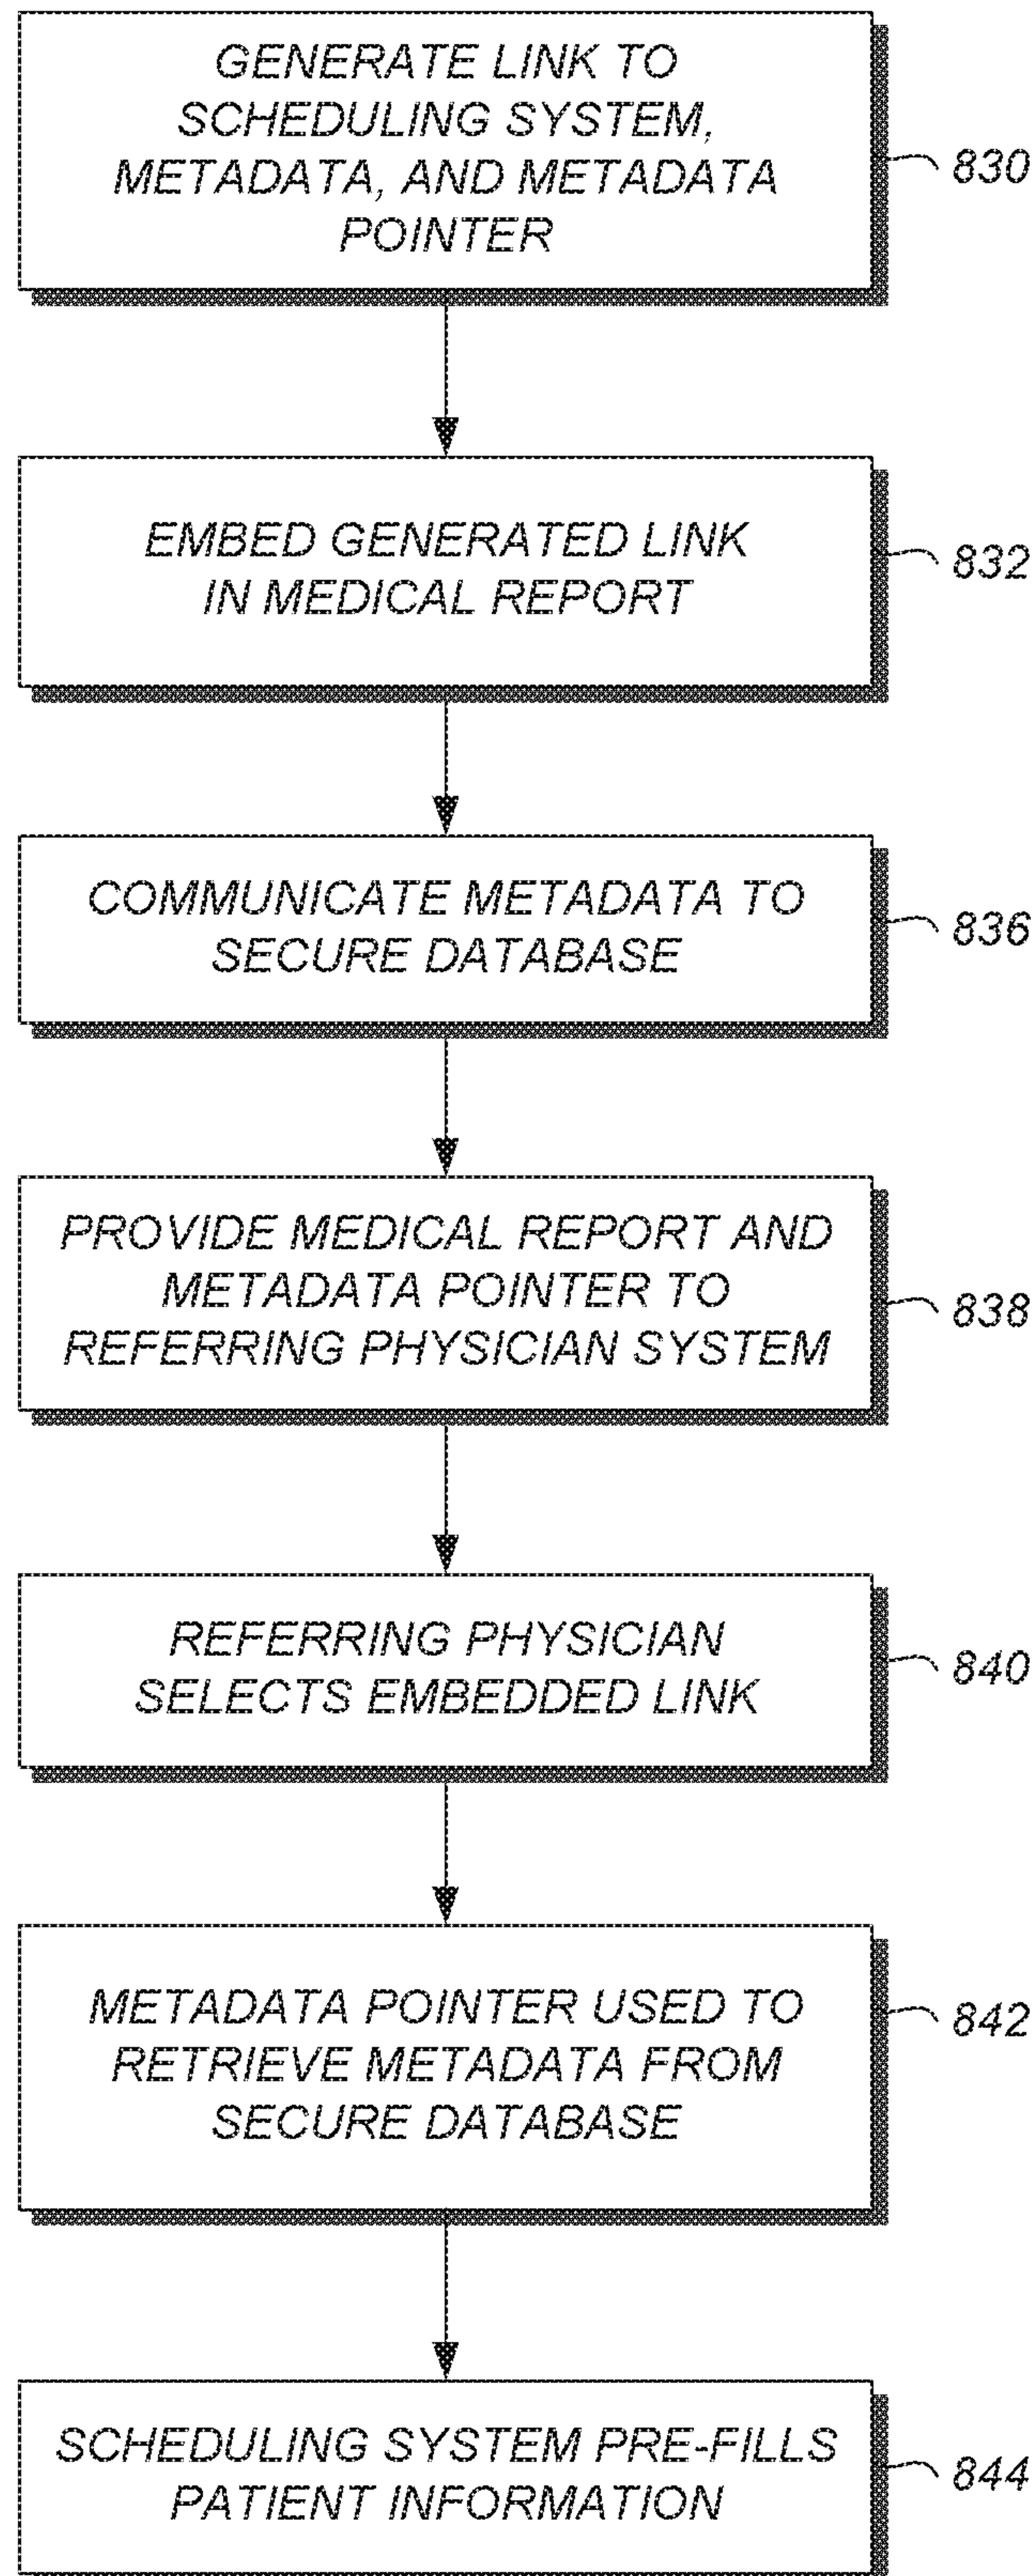 GENERATE LINK TO
SCHEDULING SYSTEM,
METADATA, AND METADATA
POINTER
830
EMBED GENERATED LINK
IN MEDICAL REPORT
832
COMMUNICATE METADATA TO
SECURE DATABASE
836
PROVIDE MEDICAL REPORT AND
METADATA POINTER TO
REFERRING PHYSICIAN SYSTEM
838
REFERRING PHYSICIAN
SELECTS EMBEDDED LINK
840
METADATA POINTER USED TO
RETRIEVE METADATA FROM
SECURE DATABASE
842
SCHEDULING SYSTEM PRE-FILLS
PATIENT INFORMATION
844